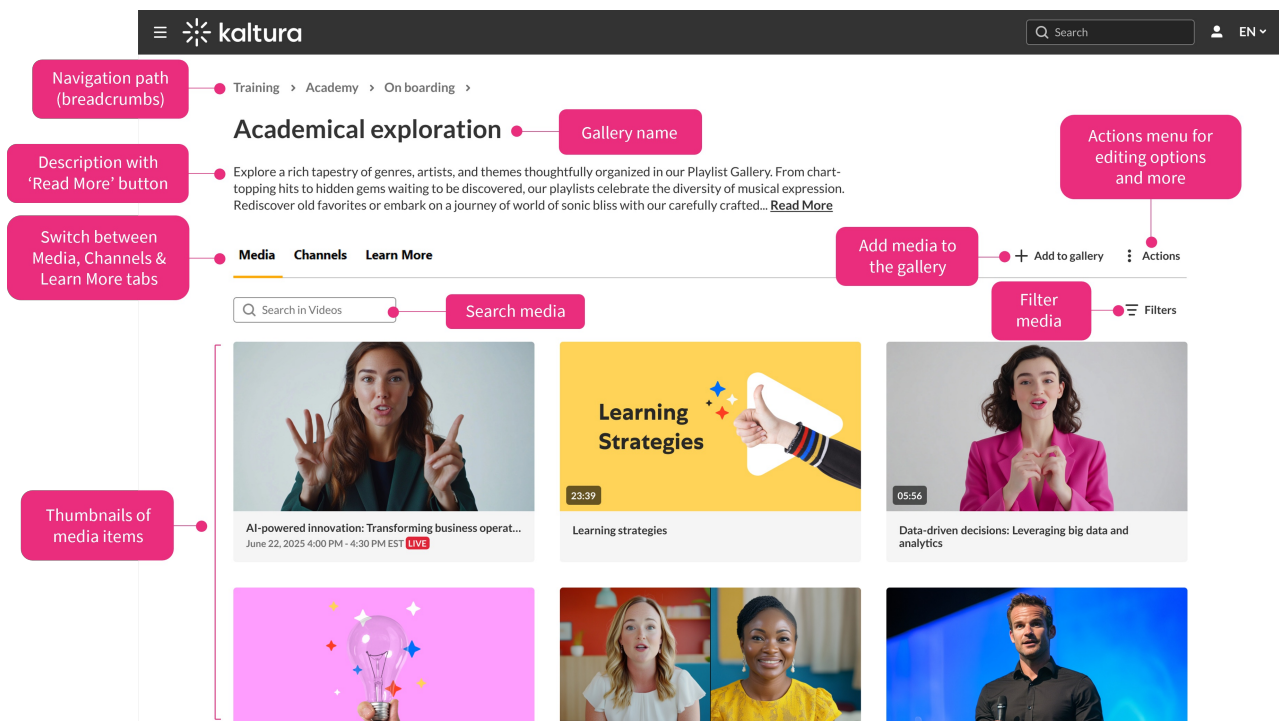 kaltura
Search
EN
Navigation path
(breadcrumbs)
Training > Academy > On boarding >
Academical exploration
Gallery name
Actions menu for
editing options
and more
Description with
‘Read More’ button
Explore a rich tapestry of genres, artists, and themes thoughtfully organized in our Playlist Gallery. From chart-
topping hits to hidden gems waiting to be discovered, our playlists celebrate the diversity of musical expression.
Rediscover old favorites or embark on a journey of world of sonic bliss with our carefully crafted... Read More
Switch between
Media, Channels &
Learn More tabs
Media Channels Learn More
Add media to
the gallery
+ Add to gallery
Actions
Search in Videos
Search media
Filter
media
Filters
Thumbnails of
media items
Learning
Strategies
23:39
05:56
AI-powered innovation: Transforming business operat...
June 22, 2025 4:00 PM - 4:30 PM EST LIVE
Learning strategies
Data-driven decisions: Leveraging big data and
analytics